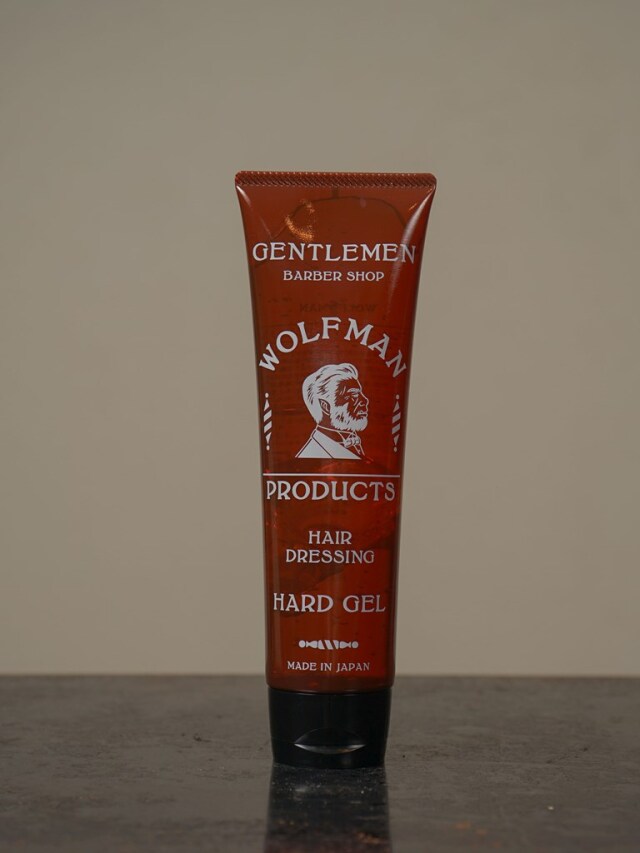 GENTLEMEN
BARBER SHOP
WOLFMAN
PRODUCTS
HAIR
DRESSING
HARD GEL
MADE IN JAPAN